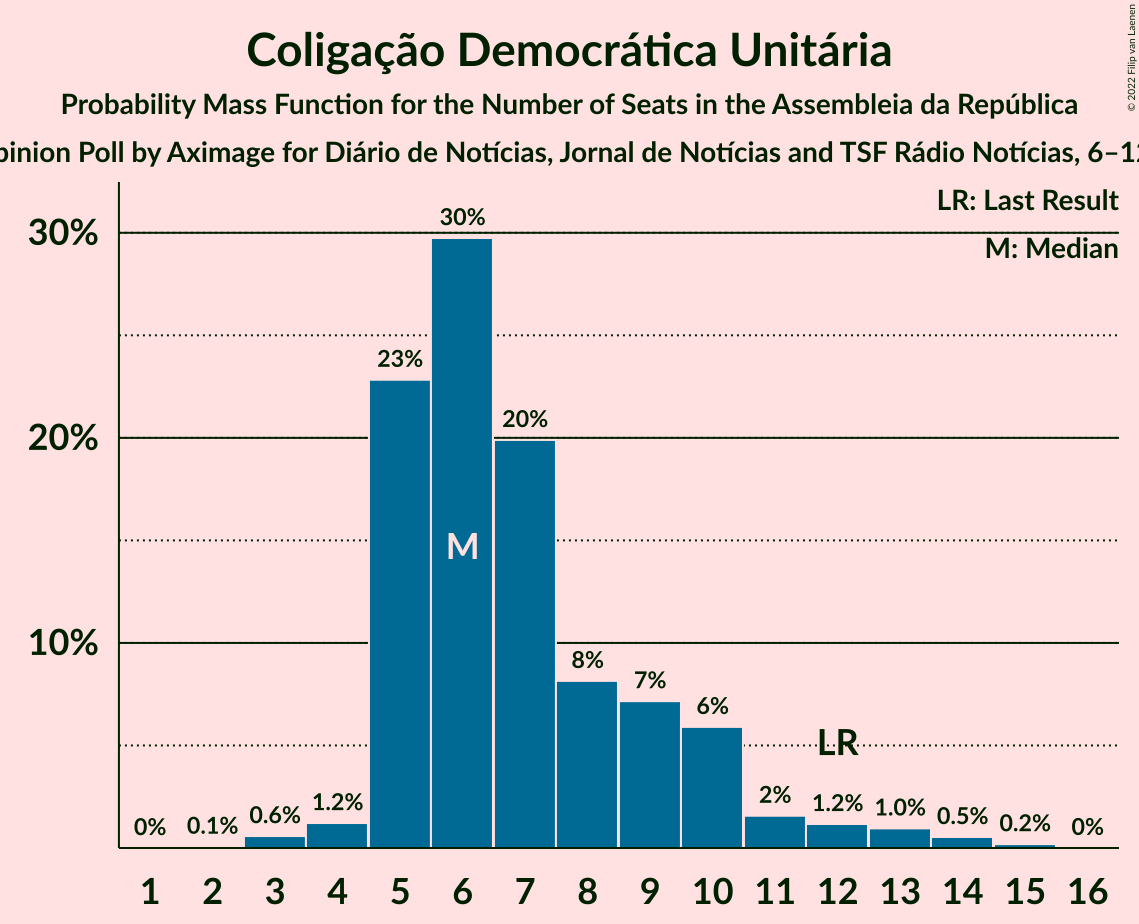 Coligação Democrática Unitária
Probability Mass Function for the Number of Seats in the Assembleia da República
Poll by Aximage for Diário de Notícias, Jornal de Notícias and TSF Rádio Notícias,
© 2022 Filip van Laenen
LR: Last Result
M: Median
30%
20%
10%
0% 0.1% 0.6% 1.2% 23% 30% 20% 8% 7% 6% 2% 1.2% 1.0% 0.5% 0.2% 0%
M
LR
1 2 3 4 5 6 7 8 9 10 11 12 13 14 15 16